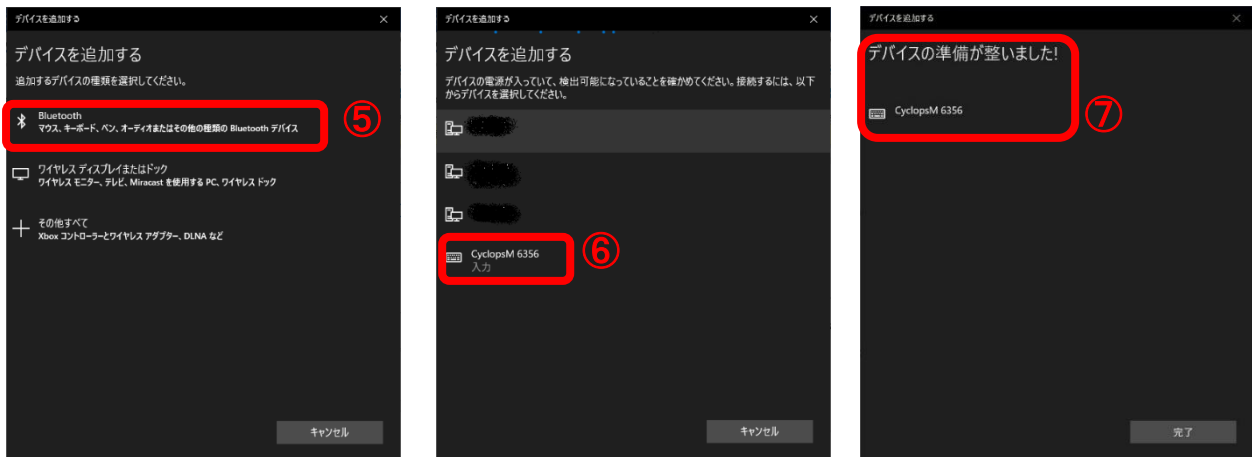 デバイスを追加する
デバイスを追加する
追加するデバイスの種類を選択してください。
Bluetooth
マウス、キーボード、ペン、オーディオまたはその他の種類の Bluetooth デバイス
⑤
ワイヤレス ディスプレイまたはドック
ワイヤレス モニター、テレビ、Miracast を使用する PC、ワイヤレス ドック
その他すべて
Xbox コントローラーとワイヤレス アダプター、DLNA など
キャンセル
デバイスを追加する
デバイスを追加する
デバイスの電源が入っていて、検出可能になっていることを確かめてください。接続するには、以下
からデバイスを選択してください。
CyclopsM 6356
入力
⑥
キャンセル
デバイスを追加する
デバイスの準備が整いました!
CyclopsM 6356
⑦
完了